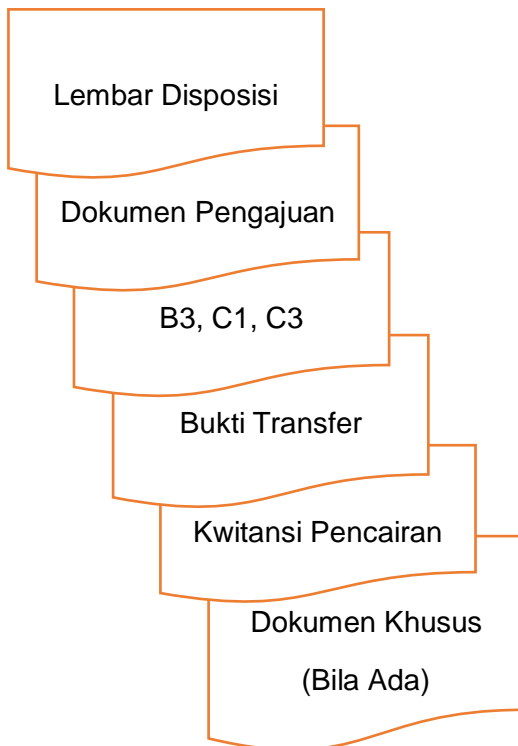 Lembar Disposisi
Dokumen Pengajuan
B3, C1, C3
Bukti Transfer
Kwitansi Pencairan
Dokumen Khusus
(Bila Ada)